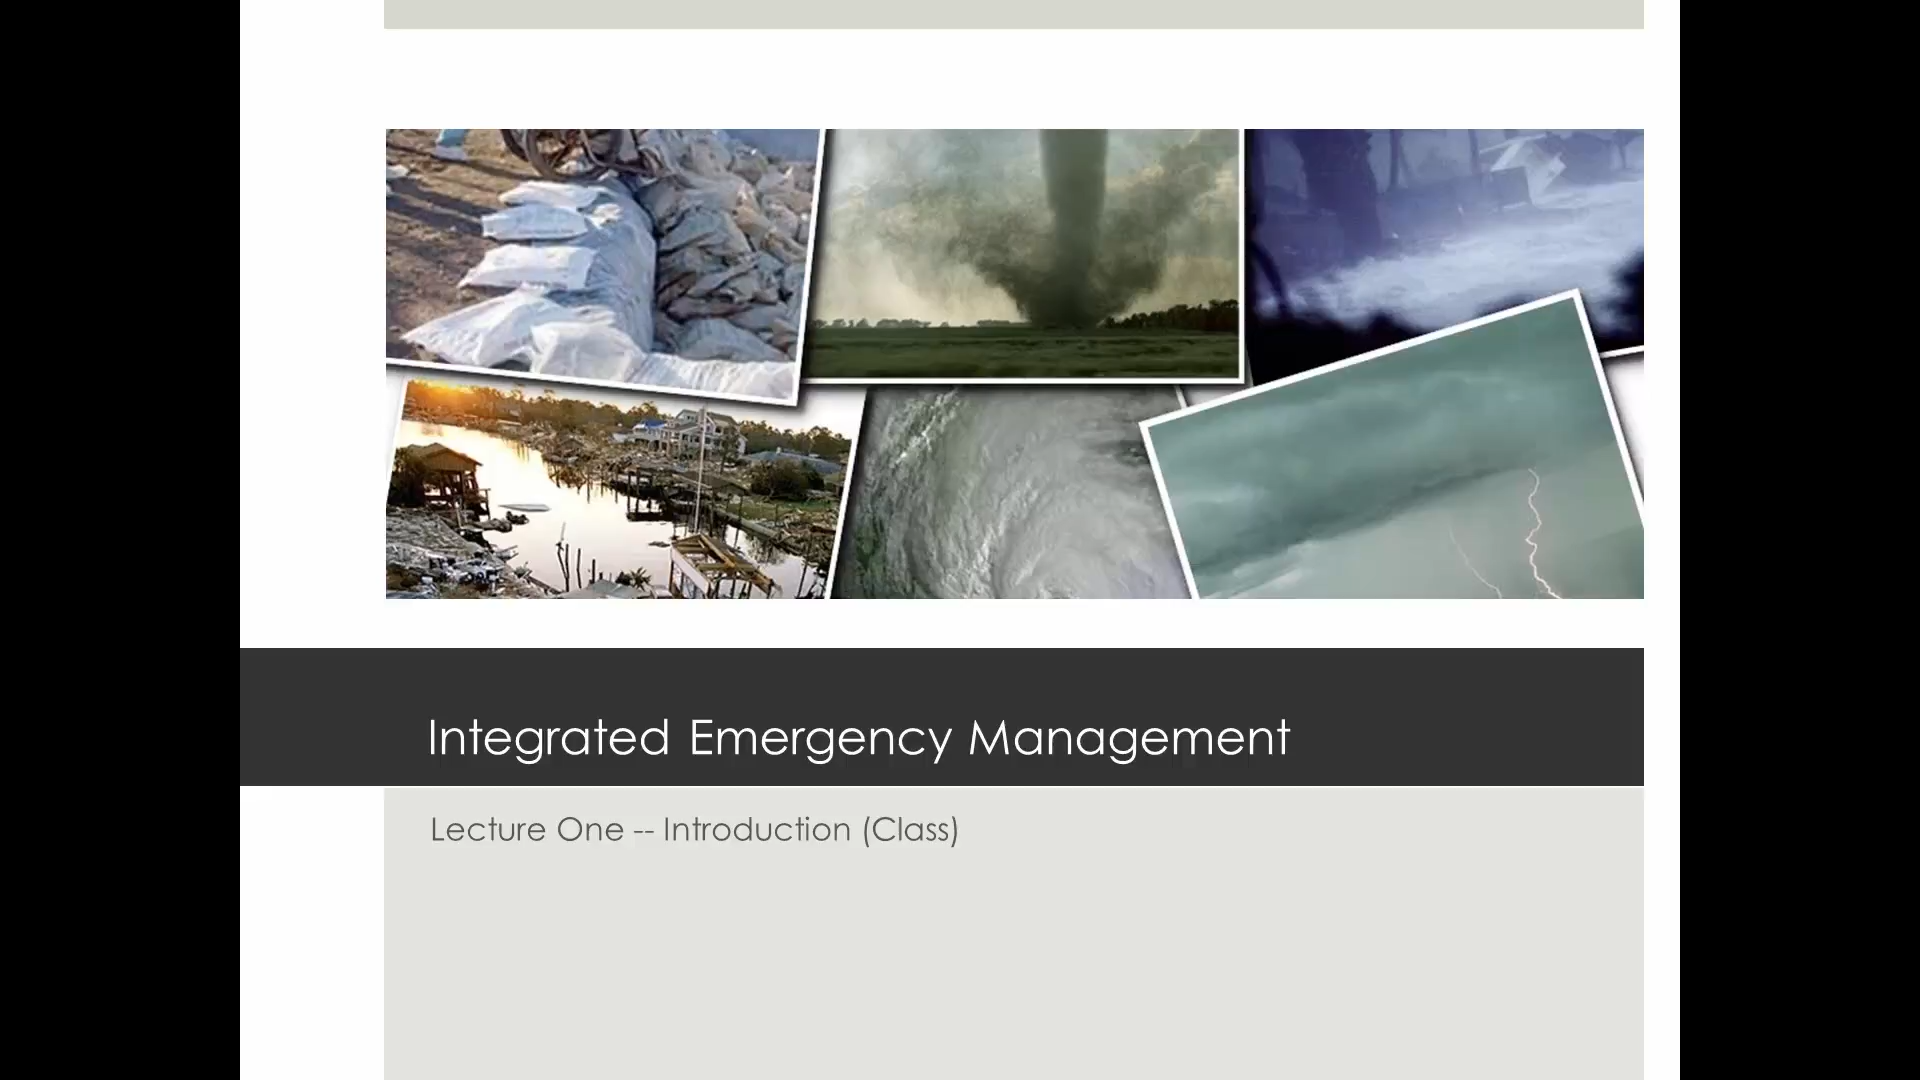 Integrated Emergency Management
Lecture One -- Introduction (Class)